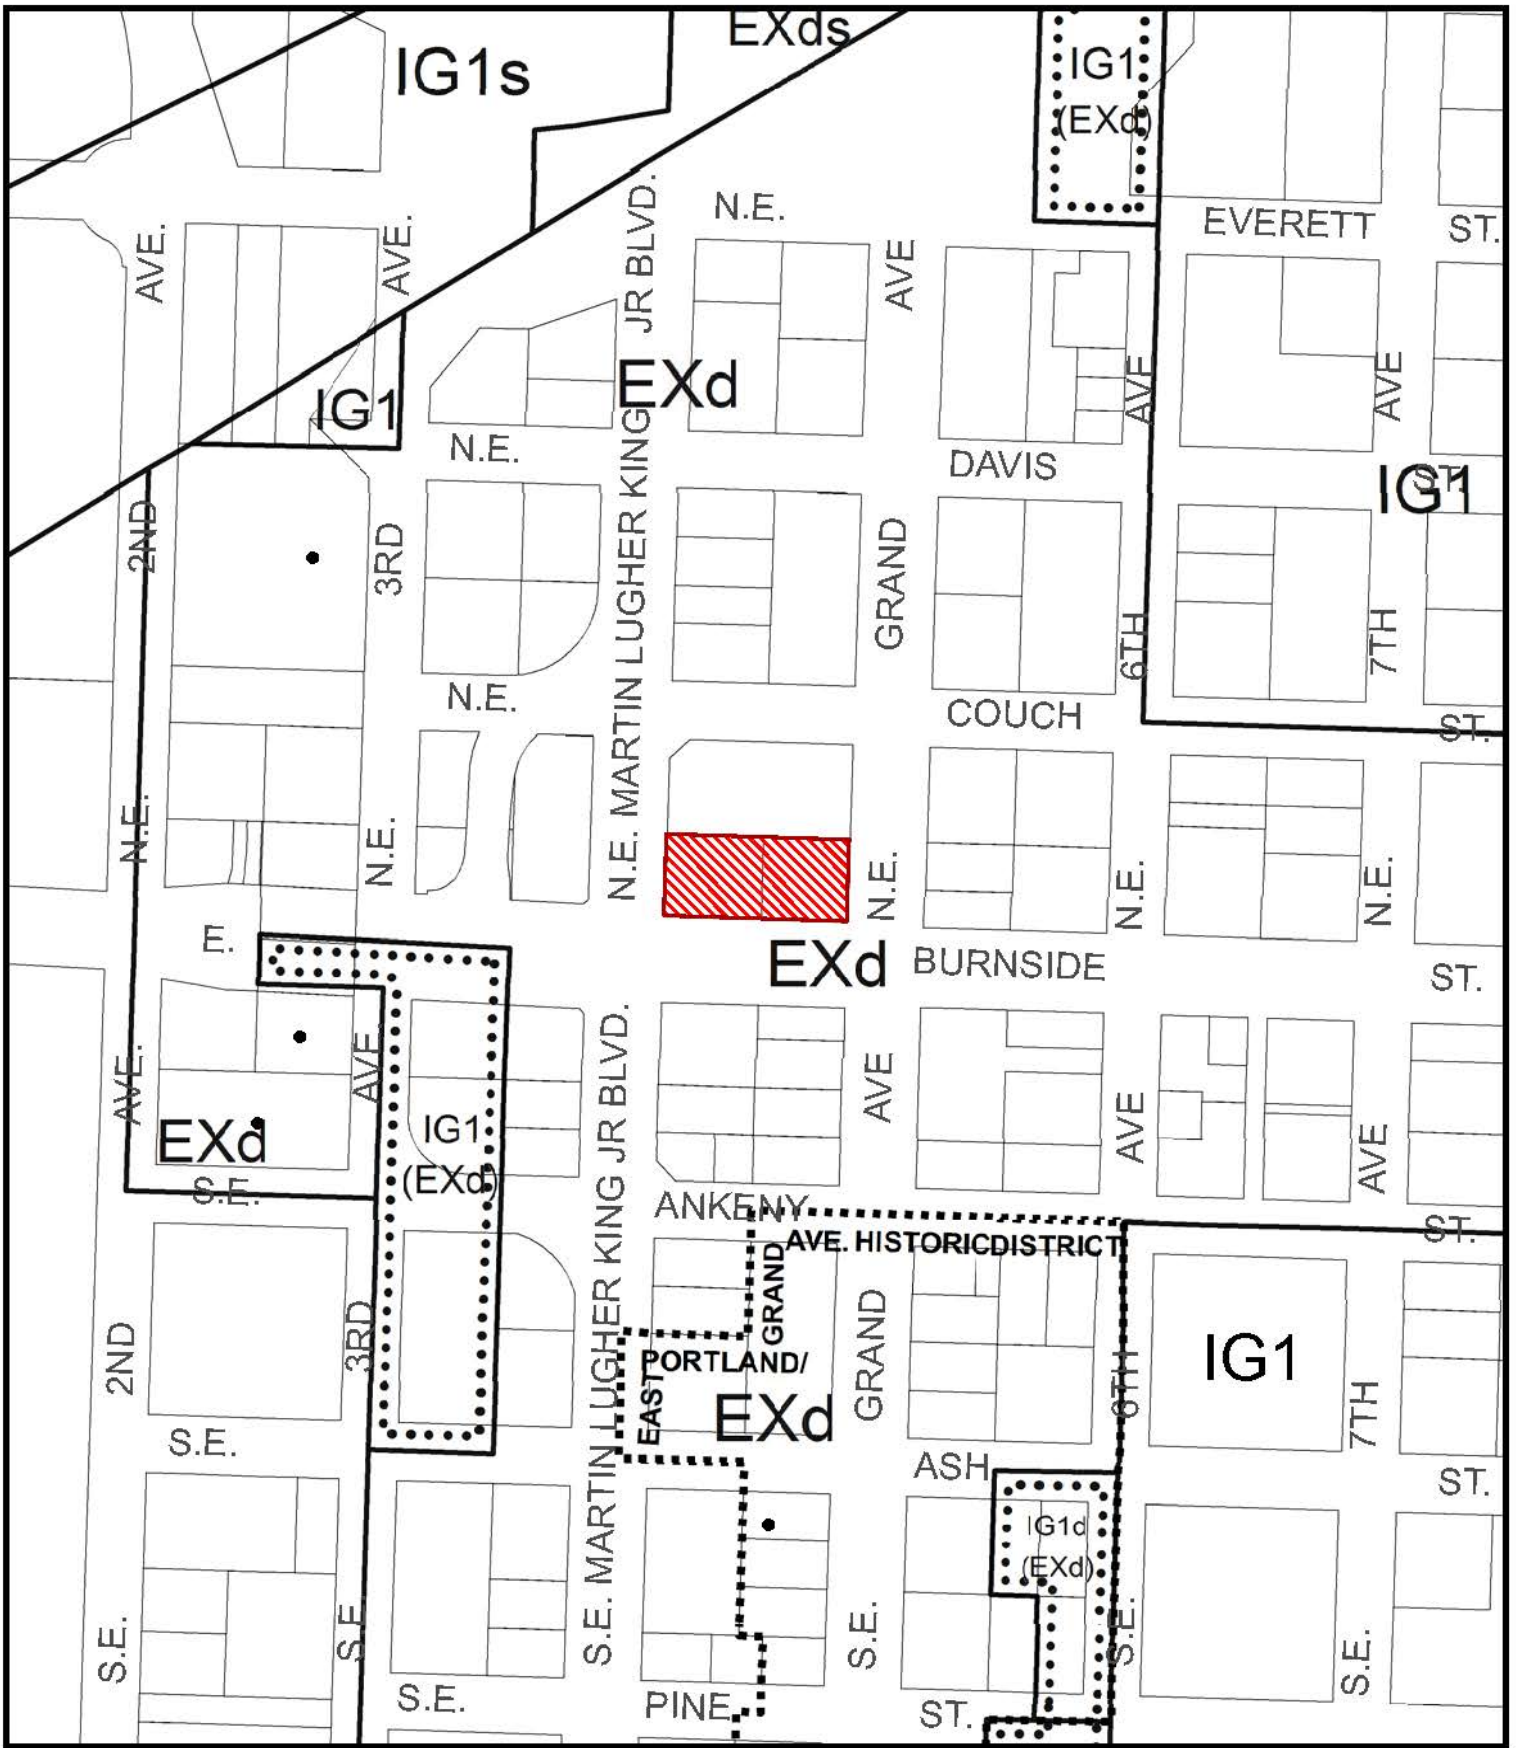 EXds
IG1s
IG1
(EXd)
N.E.
EVERETT
ST.
AVE.
AVE.
JR BLVD.
AVE
IG1
EXd
AVE
AVE
N.E.
DAVIS
ST.
IG1
2ND
3RD
N.E. MARTIN LUGHER KING
GRAND
6TH
7TH
N.E.
COUCH
ST.
N.E.
N.E.
N.E.
N.E.
N.E.
E.
EXd
BURNSIDE
ST.
AVE.
AVE
S.E. MARTIN LUGHER KING JR BLVD.
AVE
AVE
AVE
EXd
IG1
(EXd)
S.E.
ANKENY
ST.
GRAND
AVE. HISTORICDISTRICT
2ND
3RD
EAST
PORTLAND/
GRAND
6TH
IG1
7TH
EXd
S.E.
ASH
ST.
IG1d
(EXd)
S.E.
S.E.
S.E.
S.E.
S.E.
S.E.
PINE
ST.